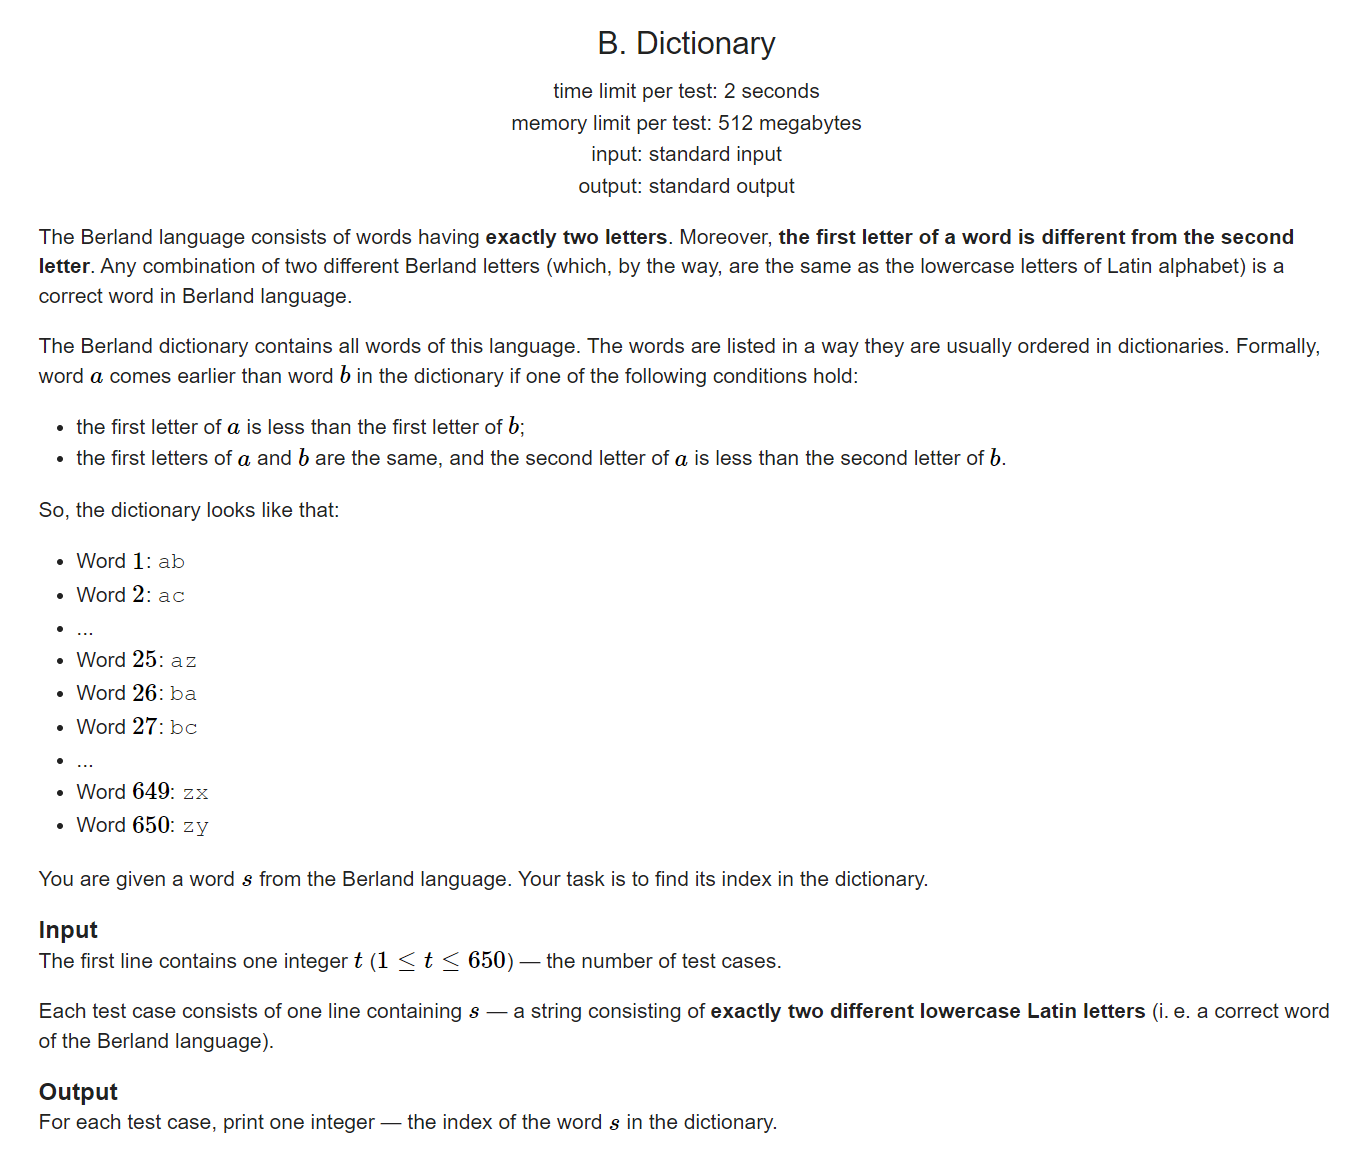 B. Dictionary
time limit per test: 2 seconds
memory limit per test: 512 megabytes
input: standard input
output: standard output
The Berland language consists of words having exactly two letters. Moreover, the first letter of a word is different from the second
letter. Any combination of two different Berland letters (which, by the way, are the same as the lowercase letters of Latin alphabet) is a
correct word in Berland language.
The Berland dictionary contains all words of this language. The words are listed in a way they are usually ordered in dictionaries. Formally,
word a comes earlier than word b in the dictionary if one of the following conditions hold:
• the first letter of a is less than the first letter of b;
• the first letters of a and b are the same, and the second letter of a is less than the second letter of b.
So, the dictionary looks like that:
• Word 1: ab
• Word 2: ac
• ...
• Word 25: az
• Word 26: ba
• Word 27: bc
• ...
• Word 649: zx
• Word 650: zy
You are given a word s from the Berland language. Your task is to find its index in the dictionary.
Input
The first line contains one integer t (1 ≤ t ≤ 650) — the number of test cases.
Each test case consists of one line containing s — a string consisting of exactly two different lowercase Latin letters (i. e. a correct word
of the Berland language).
Output
For each test case, print one integer — the index of the word s in the dictionary.